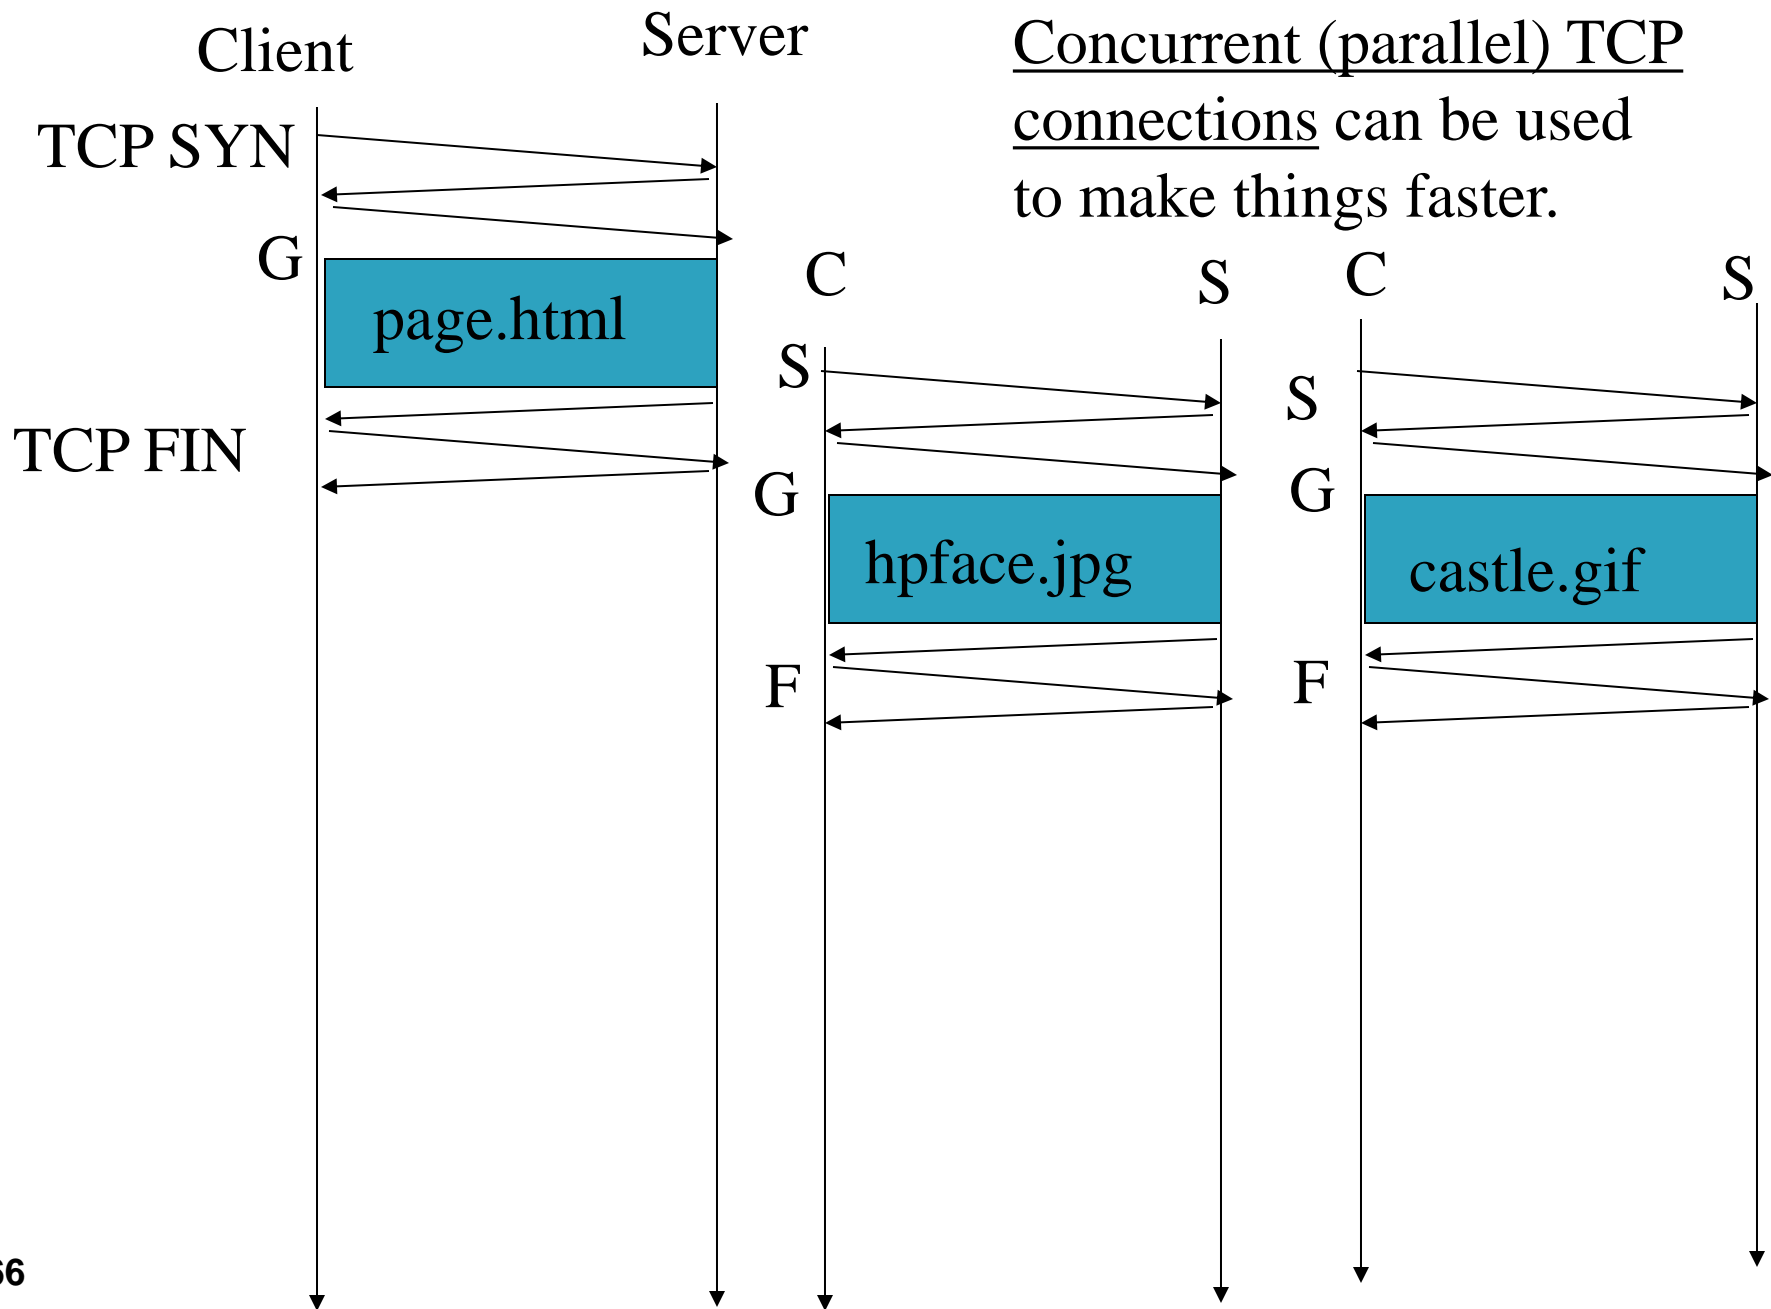 Client
Server
Concurrent (parallel) TCP
connections can be used
to make things faster.
TCP SYN
G
page.html
TCP FIN
C
S
S
G
hpface.jpg
F
C
S
S
G
castle.gif
F
66